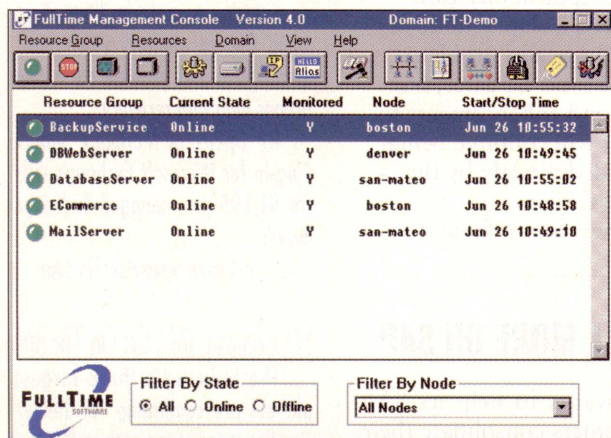 FT FullTime Management Console Version 4.0 Domain: FT-Demo
Resource Group Resources Domain View Help
STOP HELLO Alias
Resource Group Current State Monitored Node Start/Stop Time
BackupService Online Y boston Jun 26 10:55:32
DBWebServer Online Y denver Jun 26 10:49:45
DatabaseServer Online Y san-mateo Jun 26 10:55:02
ECommerce Online Y boston Jun 26 10:48:58
MailServer Online Y san-mateo Jun 26 10:49:10
FULLTIME
SOFTWARE
Filter By State
All Online Offline
Filter By Node
All Nodes